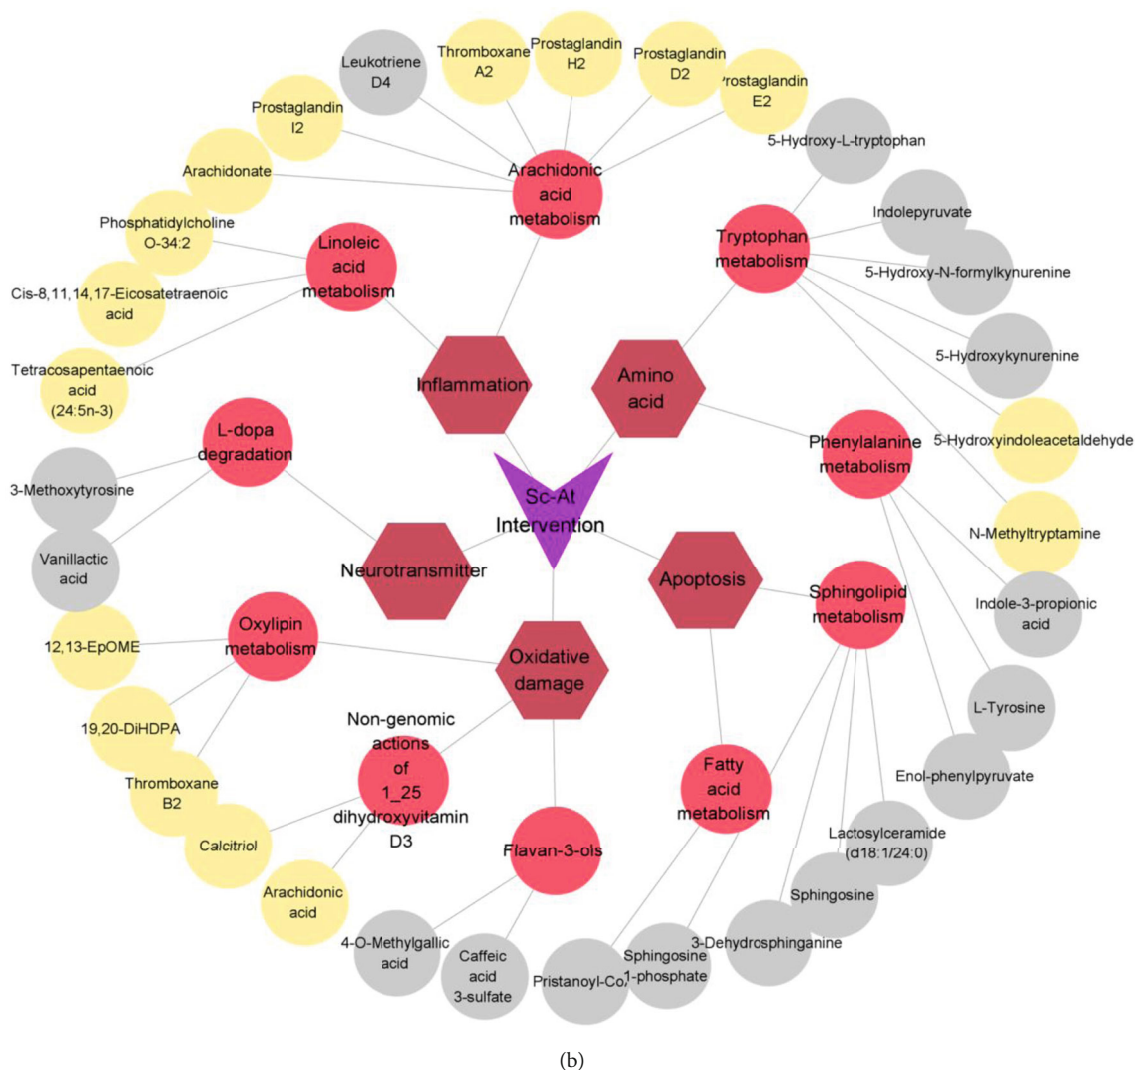 Thromboxane
A2
Prostaglandin
H2
Prostaglandin
D2
Prostaglandin
E2
Leukotriene
D4
Prostaglandin
I2
Arachidonate
Phosphatidylcholine
O-34:2
Cis-8,11,14,17-Eicosatetraenoic
acid
Tetracosapentaenoic
acid
(24:5n-3)
Arachidonic
acid
metabolism
Linoleic
acid
metabolism
5-Hydroxy-L-tryptophan
Indolepyruvate
5-Hydroxy-N-formylkynurenine
5-Hydroxykynurenine
5-Hydroxyindoleacetaldehyde
N-Methyltryptamine
Tryptophan
metabolism
Inflammation
Amino
acid
Phenylalanine
metabolism
Indole-3-propionic
acid
L-Tyrosine
Enol-phenylpyruvate
L-dopa
degradation
3-Methoxytyrosine
Vanillactic
acid
Sc-At
Intervention
Neurotransmitter
Apoptosis
Sphingolipid
metabolism
Oxylipin
metabolism
12,13-EpOME
19,20-DiHDPA
Thromboxane
B2
Oxidative
damage
Non-genomic
actions
of
1_25
dihydroxyvitamin
D3
Calcitriol
Arachidonic
acid
Flavan-3-ols
4-O-Methylgallic
acid
Caffeic
acid
3-sulfate
Fatty
acid
metabolism
Lactosylceramide
(d18:1/24:0)
Sphingosine
3-Dehydrosphinganine
Sphingosine
1-phosphate
(b)